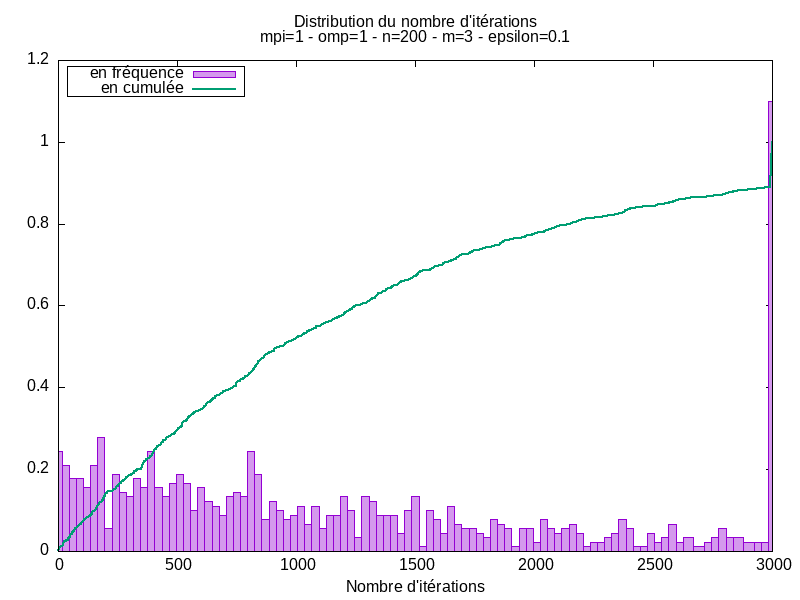 Distribution du nombre d'itérations
mpi=1 - omp=1 - n=200 - m=3 - epsilon=0.1
en fréquence
en cumulée
1.2
1
0.8
0.6
0.4
0.2
0
0 500 1000 1500 2000 2500 3000
Nombre d'itérations